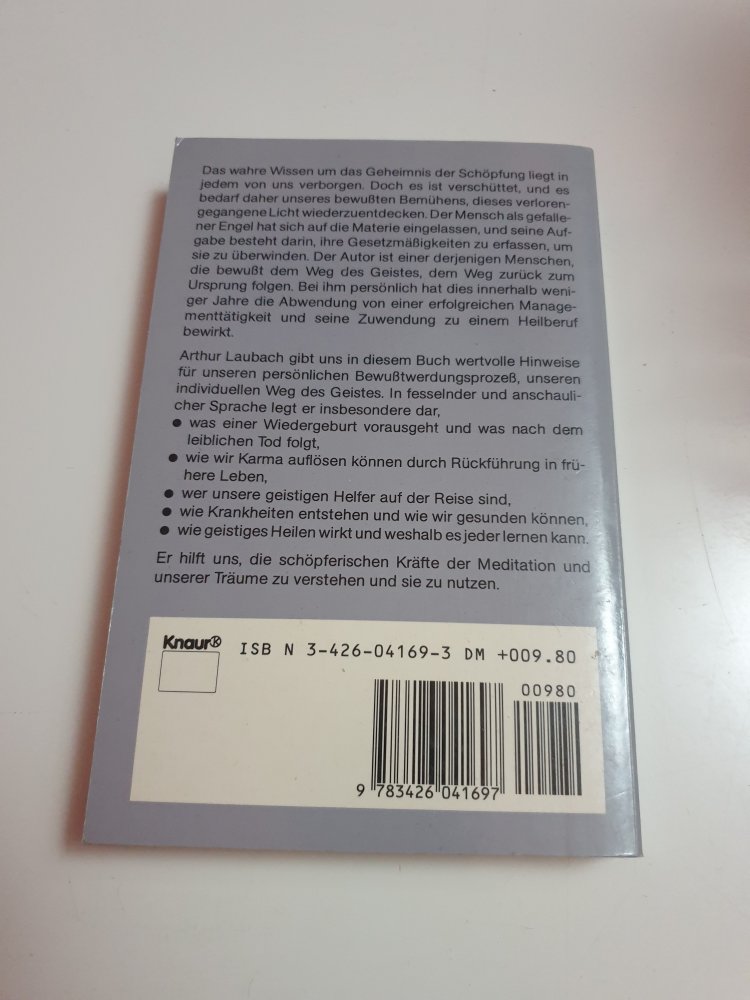 Das wahre Wissen um das Geheimnis der Schöpfung liegt in
jedem von uns verborgen. Doch es ist verschüttet, und es
bedarf daher unseres bewußten Bemühens, dieses verloren-
gegangene Licht wiederzuentdecken. Der Mensch als gefalle-
ner Engel hat sich auf die Materie eingelassen, und seine Auf-
gabe besteht darin, ihre Gesetzmäßigkeiten zu erfassen, um
sie zu überwinden. Der Autor ist einer derjenigen Menschen,
die bewußt dem Weg des Geistes, dem Weg zurück zum
Ursprung folgen. Bei ihm persönlich hat dies innerhalb weni-
ger Jahre die Abwendung von einer erfolgreichen Manage-
menttätigkeit und seine Zuwendung zu einem Heilberuf
bewirkt.
Arthur Laubach gibt uns in diesem Buch wertvolle Hinweise
für unseren persönlichen Bewußtwerdungsprozeß, unseren
individuellen Weg des Geistes. In fesselnder und anschauli-
cher Sprache legt er insbesondere dar,
● was einer Wiedergeburt vorausgeht und was nach dem
leiblichen Tod folgt,
● wie wir Karma auflösen können durch Rückführung in frü-
here Leben,
● wer unsere geistigen Helfer auf der Reise sind,
● wie Krankheiten entstehen und wie wir gesunden können,
● wie geistiges Heilen wirkt und weshalb es jeder lernen kann.
Er hilft uns, die schöpferischen Kräfte der Meditation und
unserer Träume zu verstehen und sie zu nutzen.
Knaur®
ISB N 3-426-04169-3 DM +009.80
00980
9 783426 041697